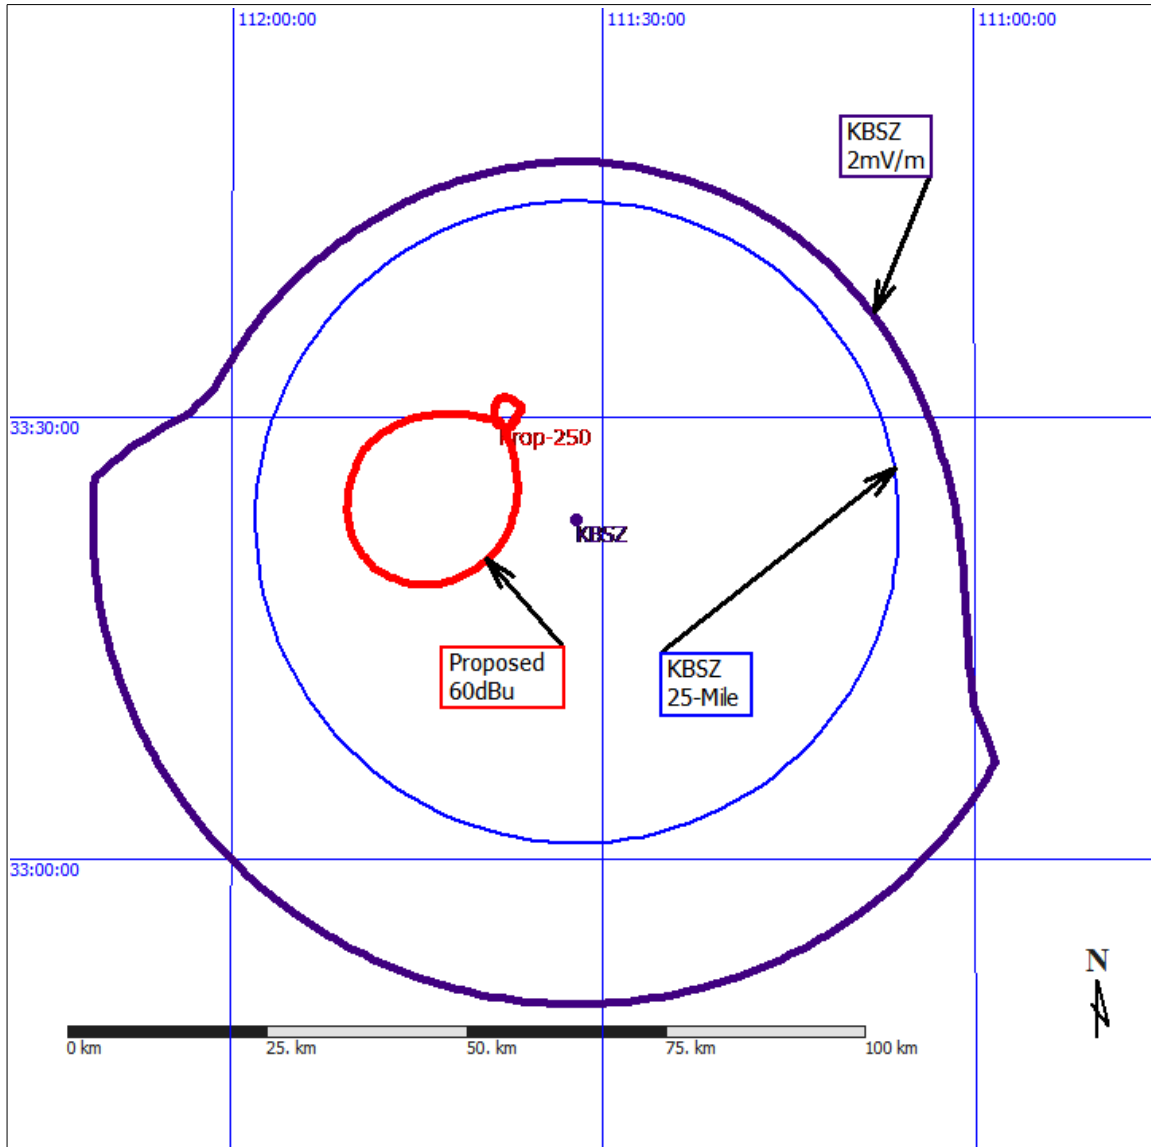 112:00:00
111:30:00
111:00:00
KBSZ
2mV/m
33:30:00
Prop-250
KBSZ
Proposed
60dBu
KBSZ
25-Mile
33:00:00
N
0 km
25. km
50. km
75. km
100 km